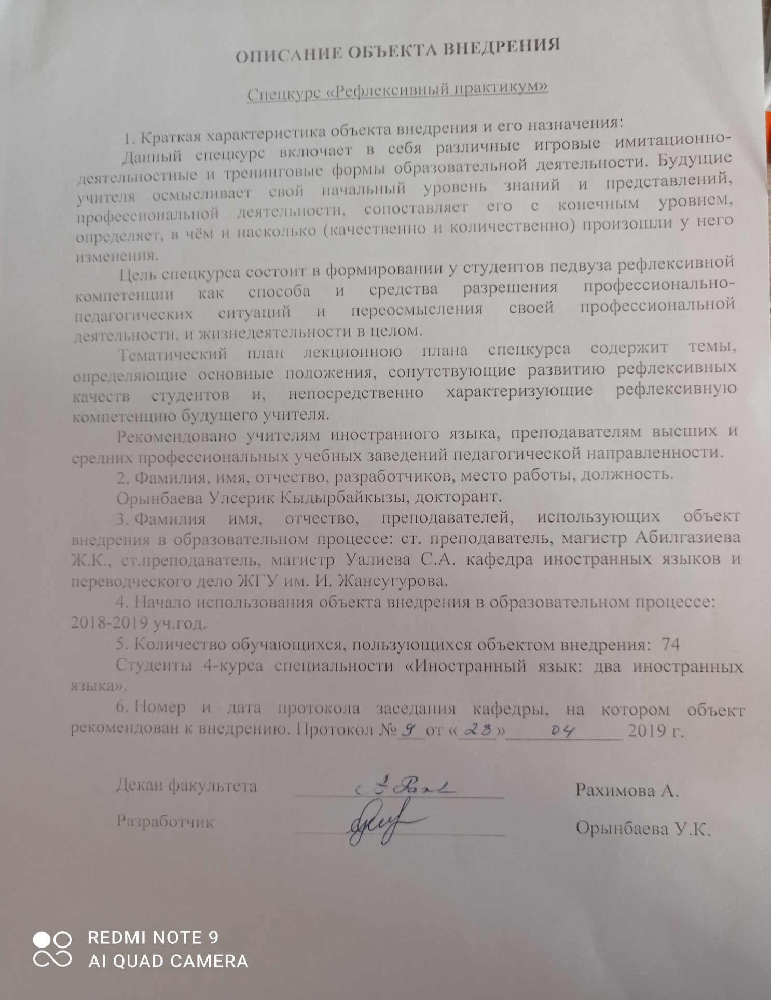 ОПИСАНИЕ ОБЪЕКТА ВНЕДРЕНИЯ
Спецкурс «Рефлексивный практикум»
1. Краткая характеристика объекта внедрения и его назначения:
Данный спецкурс включает в себя различные игровые имитационно-
деятельностные и тренинговые формы образовательной деятельности. Будущие
учителя осмысливает свой начальный уровень знаний и представлений,
профессиональной деятельности, сопоставляет его с конечным уровнем,
определяет, в чём и насколько (качественно и количественно) произошли у него
изменения.
Цель спецкурса состоит в формировании у студентов педвуза рефлексивной
компетенции как способа и средства разрешения профессионально-
педагогических ситуаций и переосмысления своей профессиональной
деятельности, и жизнедеятельности в целом.
Тематический план лекционною плана спецкурса содержит темы,
определяющие основные положения, сопутствующие развитию рефлексивных
качеств студентов и, непосредственно характеризующие рефлексивную
компетенцию будущего учителя.
Рекомендовано учителям иностранного языка, преподавателям высших и
средних профессиональных учебных заведений педагогической направленности.
2. Фамилия, имя, отчество, разработчиков, место работы, должность.
Орынбаева Улсерик Кыдырбайкызы, докторант.
3. Фамилия имя, отчество, преподавателей, использующих объект
внедрения в образовательном процессе: ст. преподаватель, магистр Абилгазиева
Ж.К., ст.преподаватель, магистр Уалиева С.А. кафедра иностранных языков и
переводческого дело ЖГУ им. И. Жансугурова.
4. Начало использования объекта внедрения в образовательном процессе:
2018-2019 уч.год.
5. Количество обучающихся, пользующихся объектом внедрения: 74
Студенты 4-курса специальности «Иностранный язык: два иностранных
языка».
6. Номер и дата протокола заседания кафедры, на котором объект
рекомендован к внедрению. Протокол № 9 от «28» 04 2019 г.
Декан факультета Рахимова А.
Разработчик Орынбаева У.К.
REDMI NOTE 9
AI QUAD CAMERA